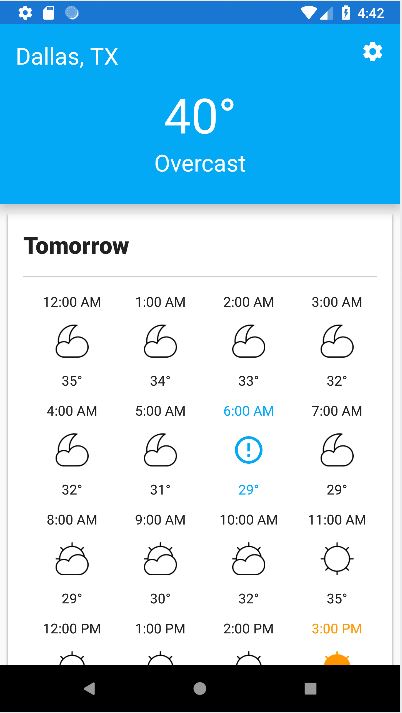 4:42
Dallas, TX
40°
Overcast
Tomorrow
12:00 AM 1:00 AM 2:00 AM 3:00 AM
35° 34° 33° 32°
4:00 AM 5:00 AM 6:00 AM 7:00 AM
32° 31° 29° 29°
8:00 AM 9:00 AM 10:00 AM 11:00 AM
29° 30° 32° 35°
12:00 PM 1:00 PM 2:00 PM 3:00 PM